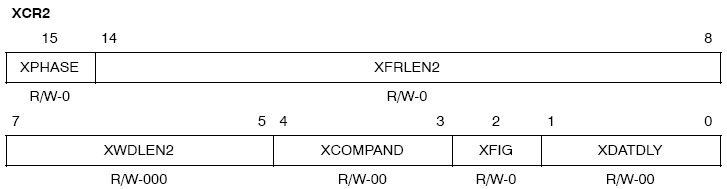 XCR2
15 14 8
XPHASE XFRLEN2
R/W-0 R/W-0
7 5 4 3 2 1 0
XWDLEN2 XCOMPAND XFIG XDATDLY
R/W-000 R/W-00 R/W-0 R/W-00